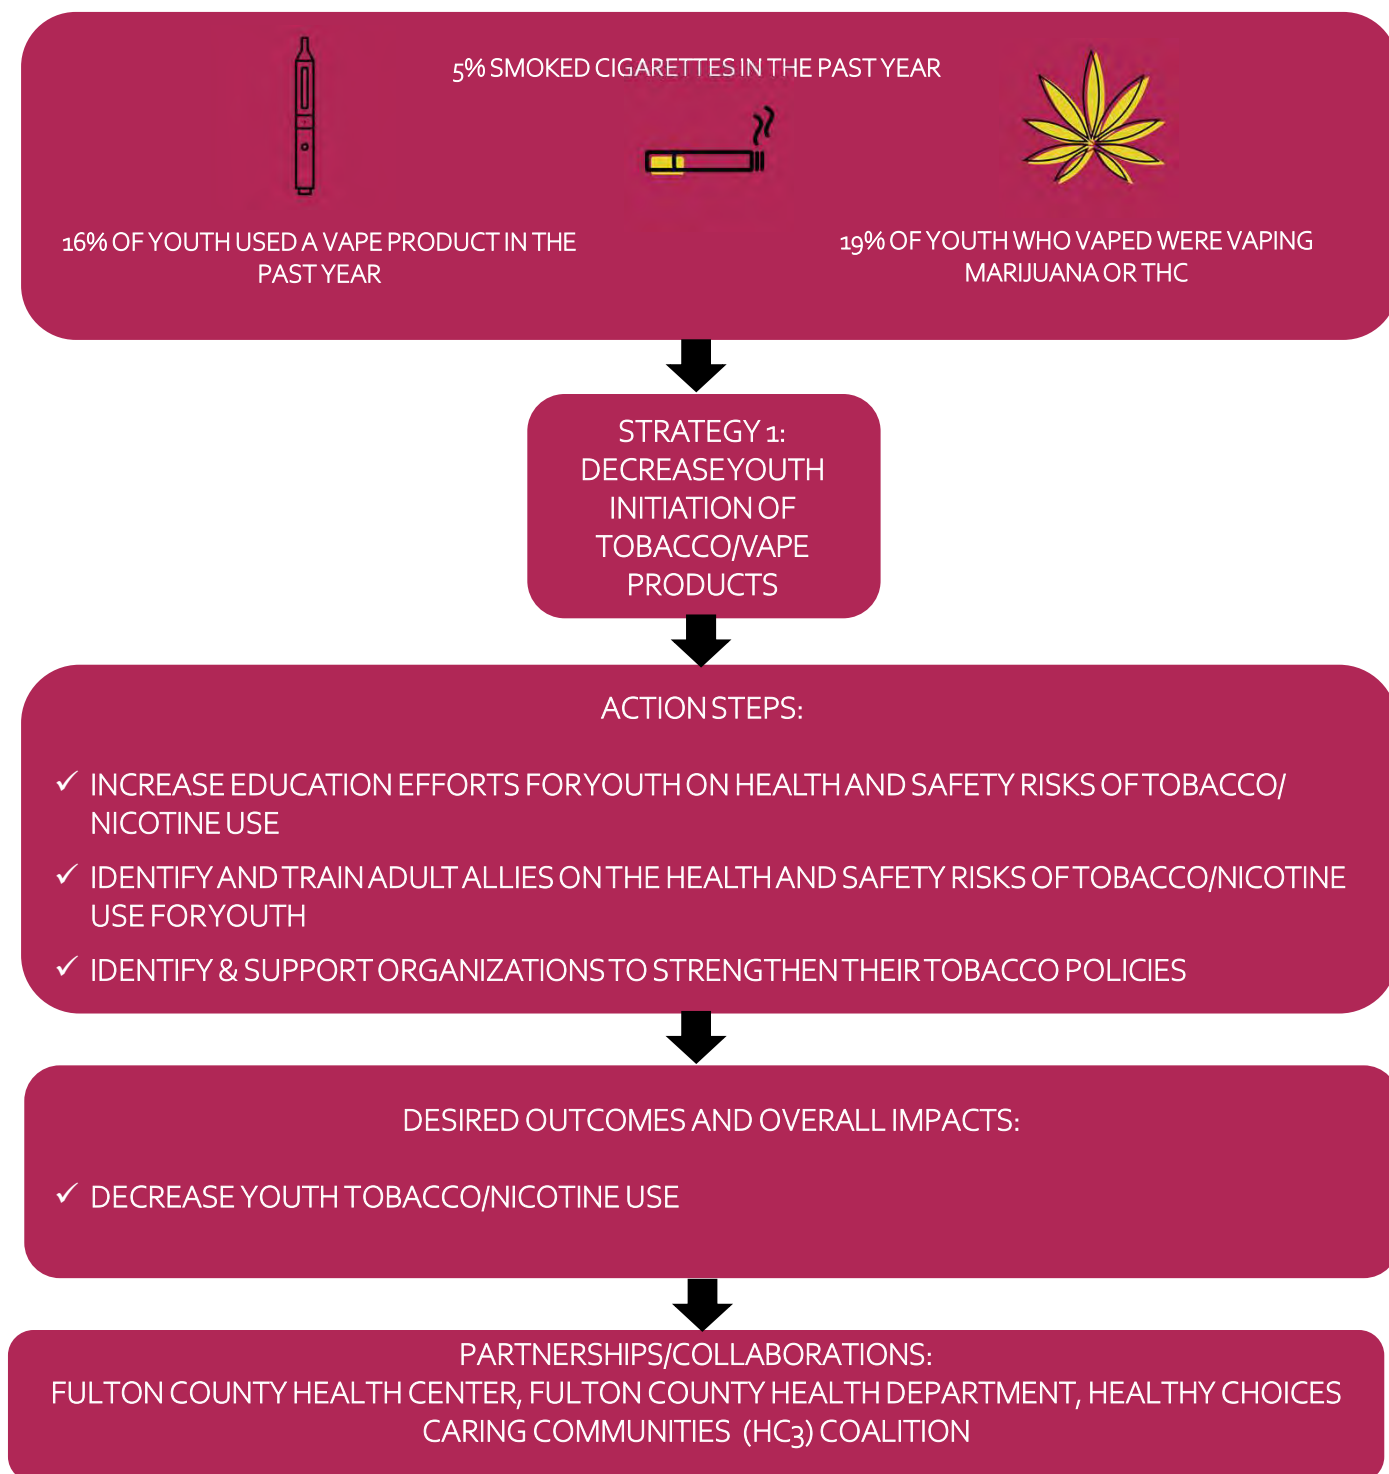 5% SMOKED CIGARETTES IN THE PAST YEAR
16% OF YOUTH USED A VAPE PRODUCT IN THE
PAST YEAR
19% OF YOUTH WHO VAPED WERE VAPING
MARIJUANA OR THC
STRATEGY 1:
DECREASE YOUTH
INITIATION OF
TOBACCO/VAPE
PRODUCTS
ACTION STEPS:
✓ INCREASE EDUCATION EFFORTS FOR YOUTH ON HEALTH AND SAFETY RISKS OF TOBACCO/
NICOTINE USE
✓ IDENTIFY AND TRAIN ADULT ALLIES ON THE HEALTH AND SAFETY RISKS OF TOBACCO/NICOTINE
USE FOR YOUTH
✓ IDENTIFY & SUPPORT ORGANIZATIONS TO STRENGTHEN THEIR TOBACCO POLICIES
DESIRED OUTCOMES AND OVERALL IMPACTS:
✓ DECREASE YOUTH TOBACCO/NICOTINE USE
PARTNERSHIPS/COLLABORATIONS:
FULTON COUNTY HEALTH CENTER, FULTON COUNTY HEALTH DEPARTMENT, HEALTHY CHOICES
CARING COMMUNITIES (HC3) COALITION